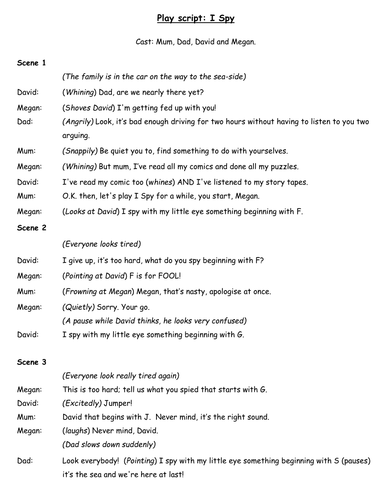 Play script: I Spy
Cast: Mum, Dad, David and Megan.
Scene 1
(The family is in the car on the way to the sea-side)
David: (Whining) Dad, are we nearly there yet?
Megan: (Shoves David) I'm getting fed up with you!
Dad: (Angrily) Look, it's bad enough driving for two hours without having to listen to you two
arguing.
Mum: (Snappily) Be quiet you to, find something to do with yourselves.
Megan: (Whining) But mum, I've read all my comics and done all my puzzles.
David: I've read my comic too (whines) AND I've listened to my story tapes.
Mum: O.K. then, let's play I Spy for a while, you start, Megan.
Megan: (Looks at David) I spy with my little eye something beginning with F.
Scene 2
(Everyone looks tired)
David: I give up, it's too hard, what do you spy beginning with F?
Megan: (Pointing at David) F is for FOOL!
Mum: (Frowning at Megan) Megan, that's nasty, apologise at once.
Megan: (Quietly) Sorry. Your go.
(A pause while David thinks, he looks very confused)
David: I spy with my little eye something beginning with G.
Scene 3
(Everyone look really tired again)
Megan: This is too hard; tell us what you spied that starts with G.
David: (Excitedly) Jumper!
Mum: David that begins with J. Never mind, it's the right sound.
Megan: (laughs) Never mind, David.
(Dad slows down suddenly)
Dad: Look everybody! (Pointing) I spy with my little eye something beginning with S (pauses)
it's the sea and we're here at last!